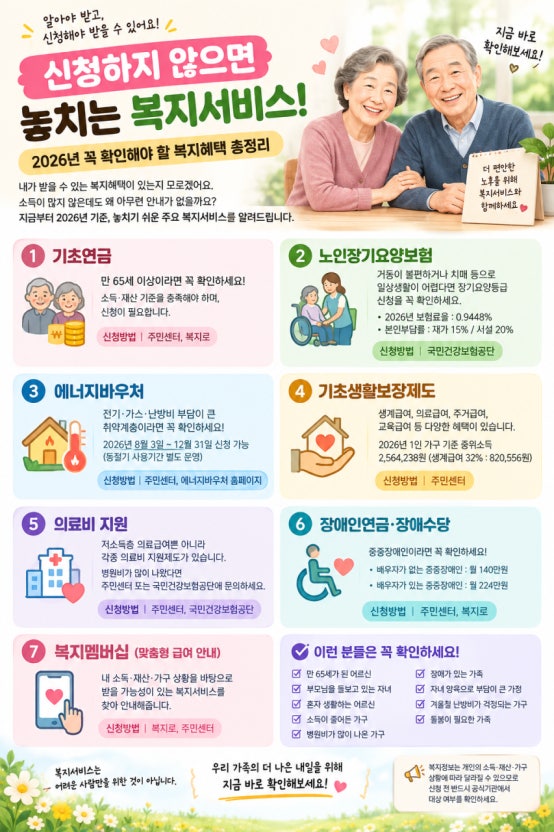 알아야 받고,
신청해야 받을 수 있어요!
지금 바로
확인해보세요!
신청하지 않으면
놓치는 복지서비스!
2026년 꼭 확인해야 할 복지혜택 총정리
더 편안한
노후를 위해
복지서비스와
함께하세요
내가 받을 수 있는 복지혜택이 있는지 모르겠어요.
소득이 많지 않은데도 왜 아무런 안내가 없을까요?
지금부터 2026년 기준, 놓치기 쉬운 주요 복지서비스를 알려드립니다.
1 기초연금
만 65세 이상이라면 꼭 확인하세요!
소득·재산 기준을 충족해야 하며,
신청이 필요합니다.
신청방법 | 주민센터, 복지로
2 노인장기요양보험
거동이 불편하거나 치매 등으로
일상생활이 어렵다면 장기요양등급
신청을 꼭 확인하세요.
• 2026년 보험료율 : 0.9448%
• 본인부담률 : 재가 15% / 시설 20%
신청방법 | 국민건강보험공단
3 에너지바우처
전기·가스·난방비 부담이 큰
취약계층이라면 꼭 확인하세요!
2026년 8월 3일 ~ 12월 31일 신청 가능
(동절기 사용기간 별도 운영)
신청방법 | 주민센터, 에너지바우처 홈페이지
4 기초생활보장제도
생계급여, 의료급여, 주거급여,
교육급여 등 다양한 혜택이 있습니다.
2026년 1인 가구 기준 중위소득
2,564,238원 (생계급여 32% : 820,556원)
신청방법 | 주민센터
5 의료비 지원
저소득층 의료급여뿐 아니라
각종 의료비 지원제도가 있습니다.
병원비가 많이 나왔다면
주민센터 또는 국민건강보험공단에 문의하세요.
신청방법 | 주민센터, 국민건강보험공단
6 장애인연금·장애수당
중증장애인이라면 꼭 확인하세요!
• 배우자가 없는 중증장애인 : 월 140만원
• 배우자가 있는 중증장애인 : 월 224만원
신청방법 | 주민센터, 복지로
7 복지멤버십 (맞춤형 급여 안내)
내 소득·재산·가구 상황을 바탕으로
받을 가능성이 있는 복지서비스를
찾아 안내해줍니다.
신청방법 | 복지로, 주민센터
이런 분들은 꼭 확인하세요!
만 65세가 된 어르신
부모님을 돌보고 있는 자녀
혼자 생활하는 어르신
소득이 줄어든 가구
병원비가 많이 나온 가구
장애가 있는 가족
자녀 양육으로 부담이 큰 가정
겨울철 난방비가 걱정되는 가구
돌봄이 필요한 가족
복지서비스는
어려운 사람만을 위한 것이 아닙니다.
우리 가족의 더 나은 내일을 위해
지금 바로 확인해보세요!
복지정보는 개인의 소득·재산·가구
상황에 따라 달라질 수 있으므로
신청 전 반드시 공식기관에서
대상 여부를 확인하세요.